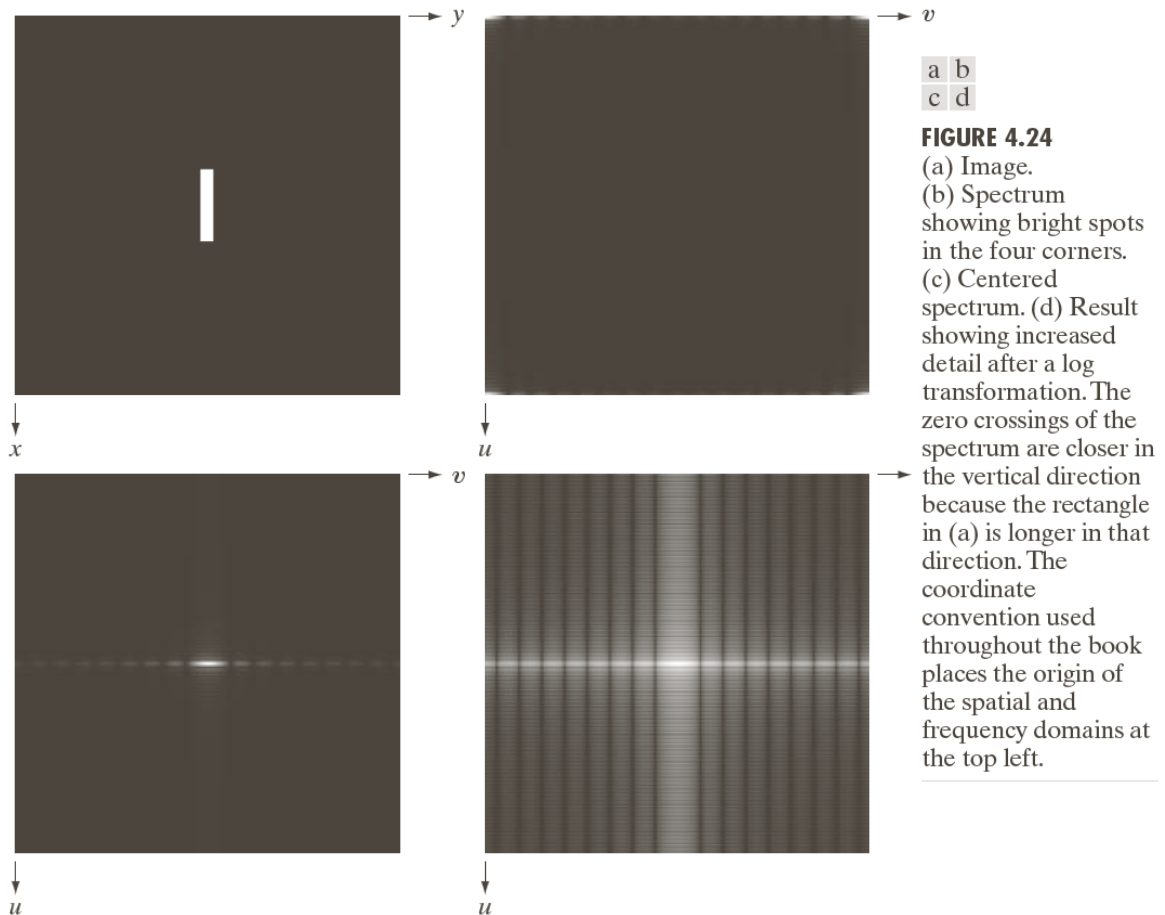 y
v
a b
c d
FIGURE 4.24
(a) Image.
(b) Spectrum
showing bright spots
in the four corners.
(c) Centered
spectrum. (d) Result
showing increased
detail after a log
transformation. The
zero crossings of the
spectrum are closer in
the vertical direction
because the rectangle
in (a) is longer in that
direction. The
coordinate
convention used
throughout the book
places the origin of
the spatial and
frequency domains at
the top left.
x
u
v
u
u